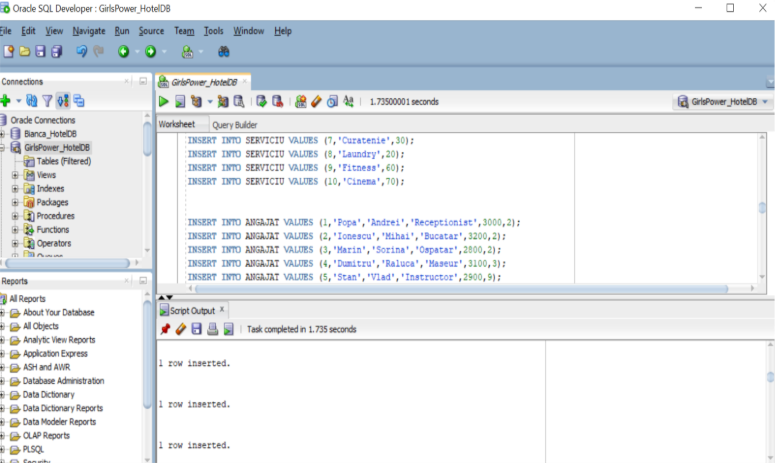 Oracle SQL Developer : GirlsPower_HotelDB
File Edit View Navigate Run Source Team Tools Window Help
Connections
Oracle Connections
Bianca_HotelDB
GirlsPower_HotelDB
Tables (Filtered)
Views
Indexes
Packages
Procedures
Functions
Operators
Queues
Reports
All Reports
About Your Database
All Objects
Analytic View Reports
Application Express
ASH and AWR
Database Administration
Data Dictionary
Data Dictionary Reports
Data Modeler Reports
OLAP Reports
PLSQL
Security
GirlsPower_HotelDB
1.73500001 seconds
GirlsPower_HotelDB
Worksheet Query Builder
INSERT INTO SERVICIU VALUES (7,'Curatenie',30);
INSERT INTO SERVICIU VALUES (8,'Laundry',20);
INSERT INTO SERVICIU VALUES (9,'Fitness',60);
INSERT INTO SERVICIU VALUES (10,'Cinema',70);
INSERT INTO ANGAJAT VALUES (1,'Popa','Andrei','Receptionist',3000,2);
INSERT INTO ANGAJAT VALUES (2,'Ionescu','Mihai','Bucatar',3200,2);
INSERT INTO ANGAJAT VALUES (3,'Marin','Sorina','Ospatar',2800,2);
INSERT INTO ANGAJAT VALUES (4,'Dumitru','Raluca','Maseur',3100,3);
INSERT INTO ANGAJAT VALUES (5,'Stan','Vlad','Instructor',2900,9);
Script Output
Task completed in 1.735 seconds
1 row inserted.
1 row inserted.
1 row inserted.